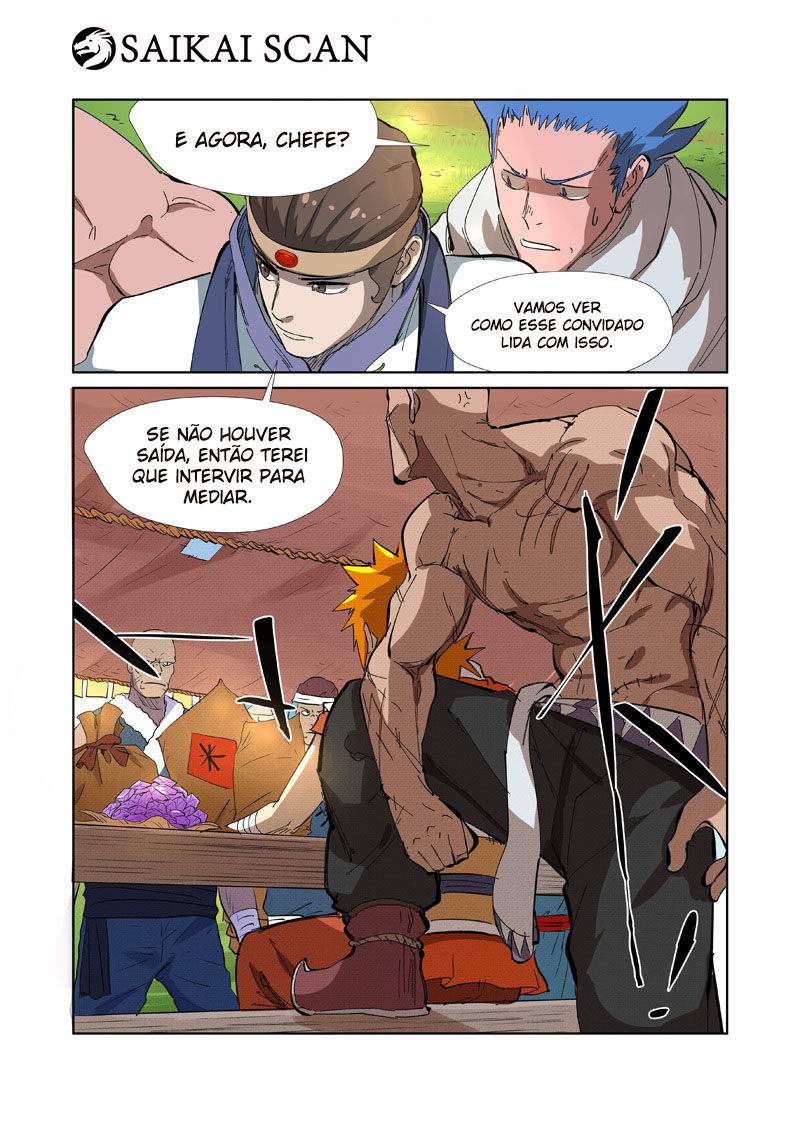 SAIKAI SCAN
E AGORA, CHEFE?
VAMOS VER
COMO ESSE CONVIDADO
LIDA COM ISSO.
SE NÃO HOUVER
SAÍDA, ENTÃO TEREI
QUE INTERVIR PARA
MEDIAR.